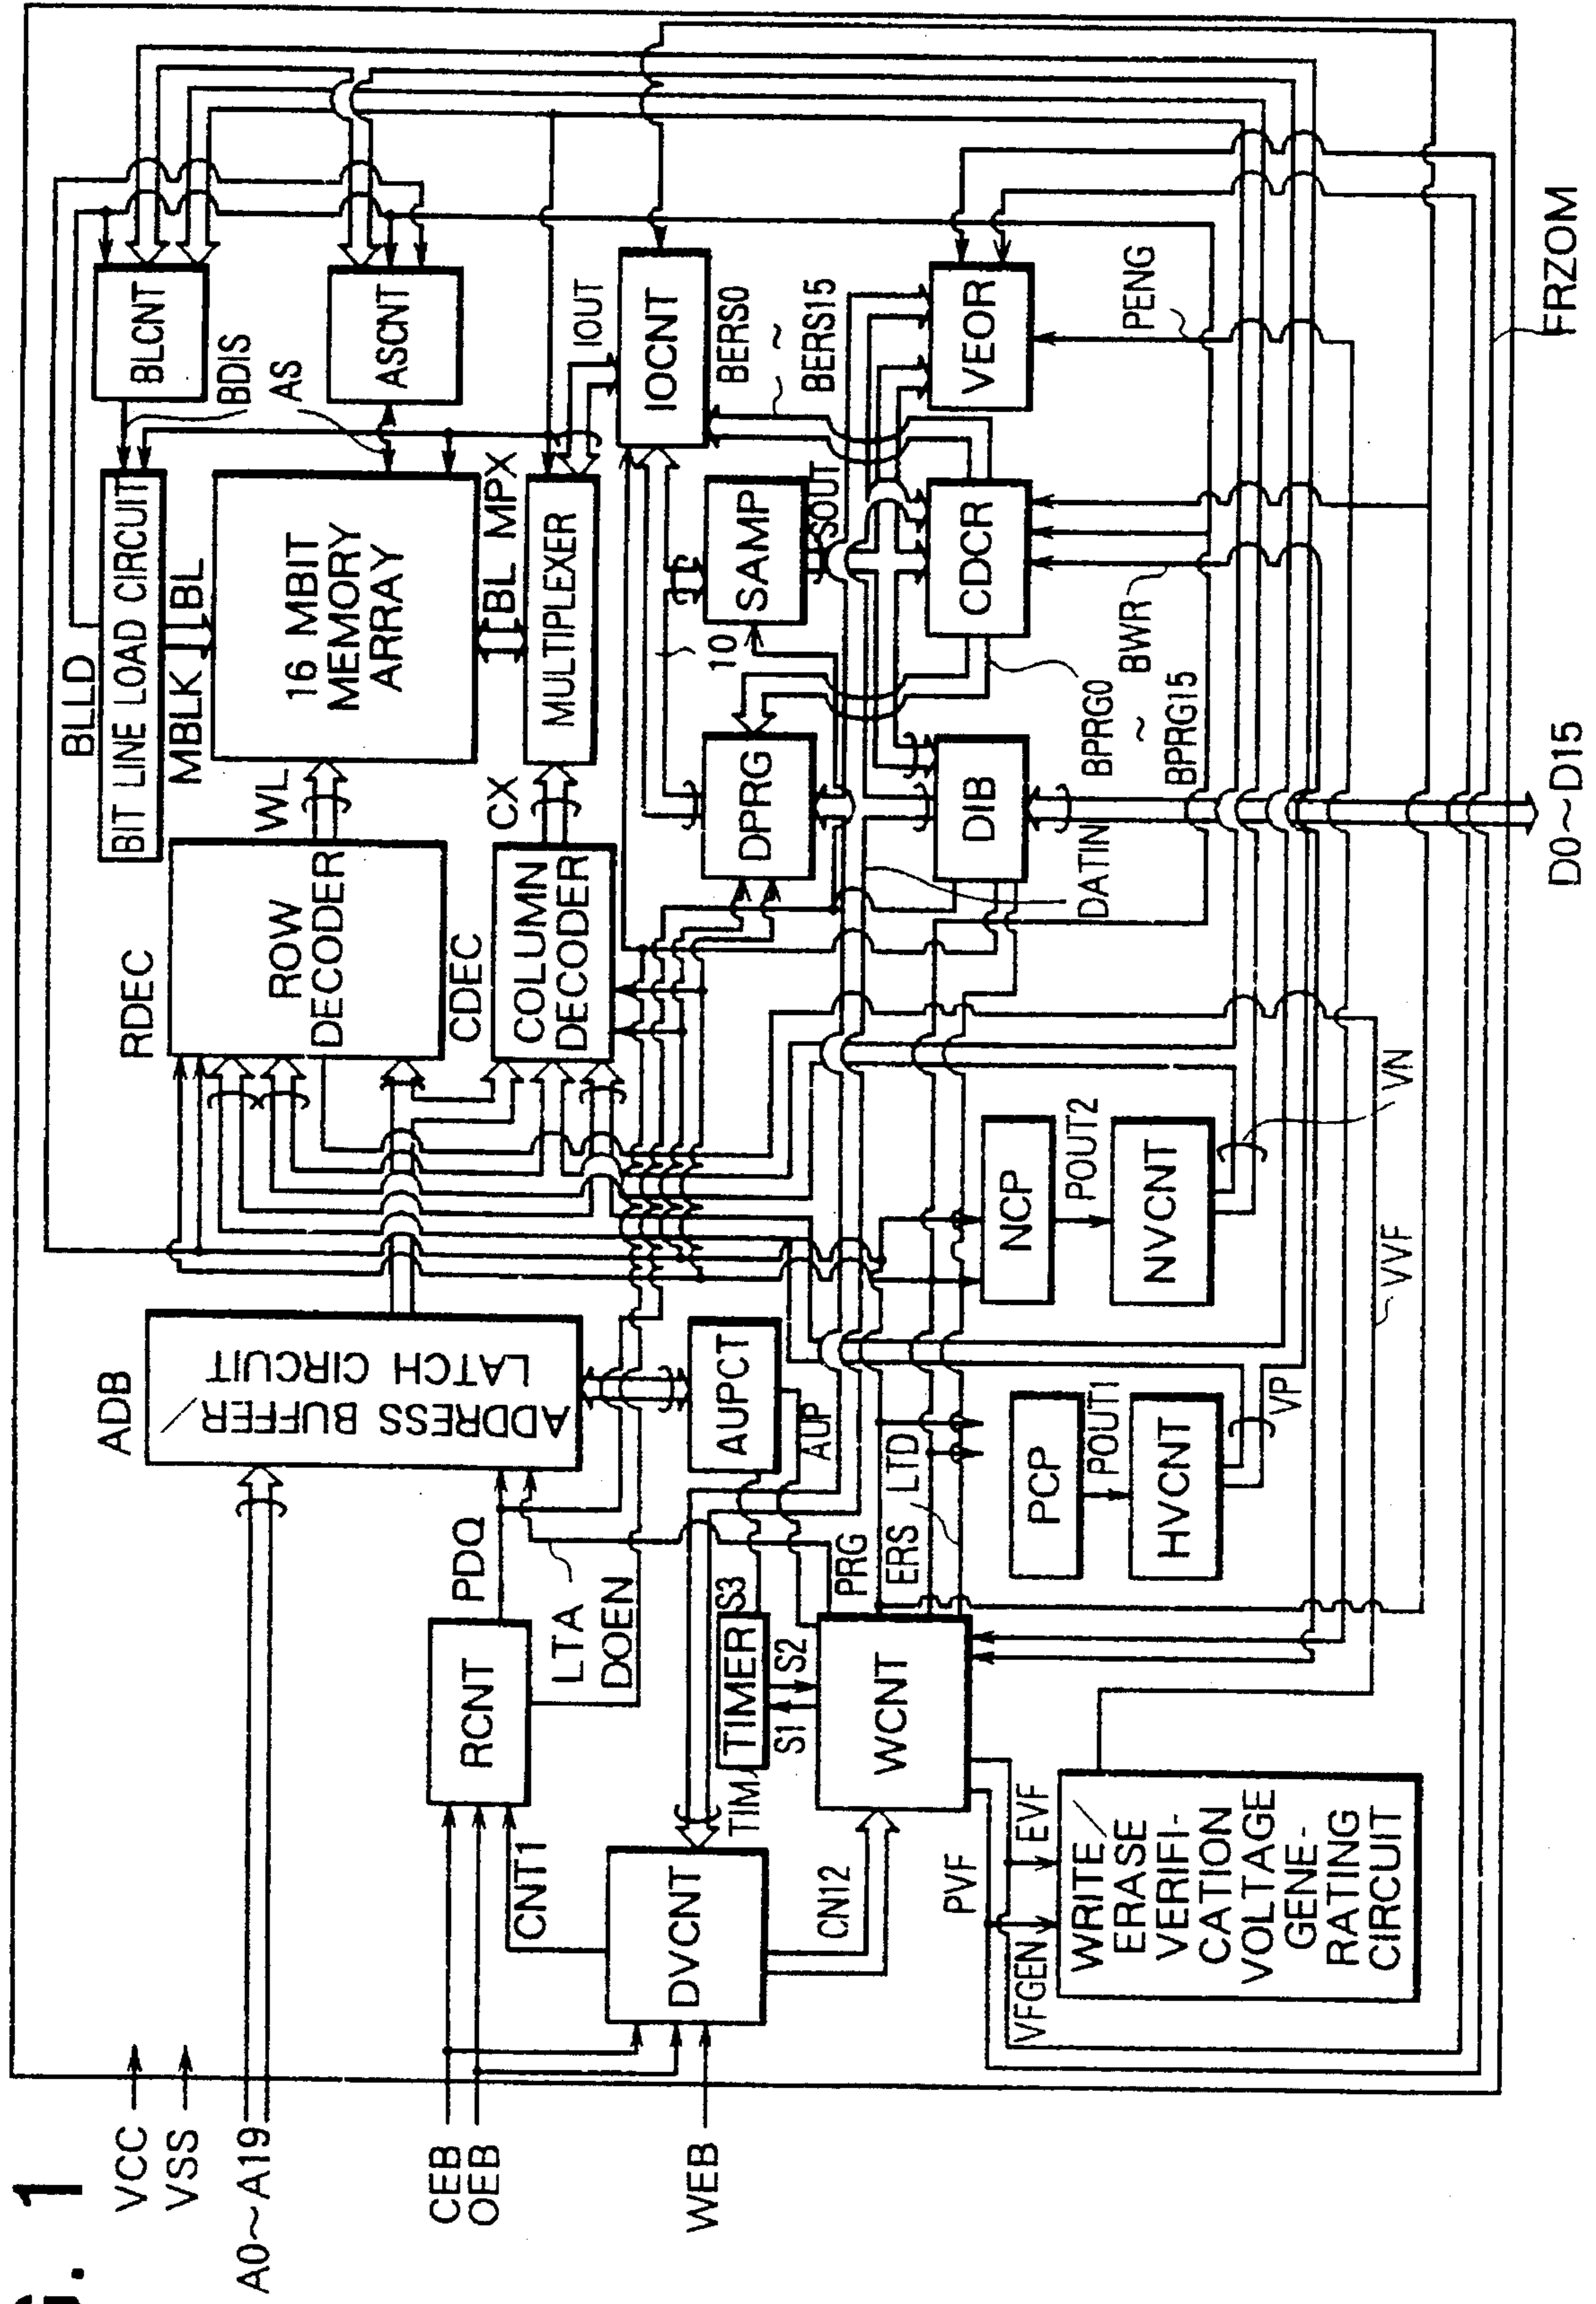 G. 1
VCC
VSS
A0~A19
CEB
OEB
WEB
ADB
ADDRESS BUFFER/
LATCH CIRCUIT
RDEC
ROW
DECODER
WL
BLLD
BIT LINE LOAD CIRCUIT
MBLK
BL
16 MBIT
MEMORY
ARRAY
BLCNT
BDIS
AS
ASCNT
CDEC
COLUMN
DECODER
CX
BL
MPX
MULTIPLEXER
IOUT
IOCNT
RCNT
PDQ
LTA
DOEN
CNT1
DVCNT
CN12
TIM
TIMER
S3
S1
S2
AUPCT
AUP
WCNT
PRG
ERS
LTD
PVF
EVF
VFGEN
WRITE/
ERASE
VERIFI-
CATION
VOLTAGE
GENE-
RATING
CIRCUIT
PCP
POUT1
HVCNT
VP
NCP
POUT2
NVCNT
VN
VVF
DPRG
10
SAMP
SOUT
BERS0
~
BERS15
DIB
DATIN
CDCR
VEOR
PENG
BWR
BPRG0
~
BPRG15
D0~D15
FRZOM